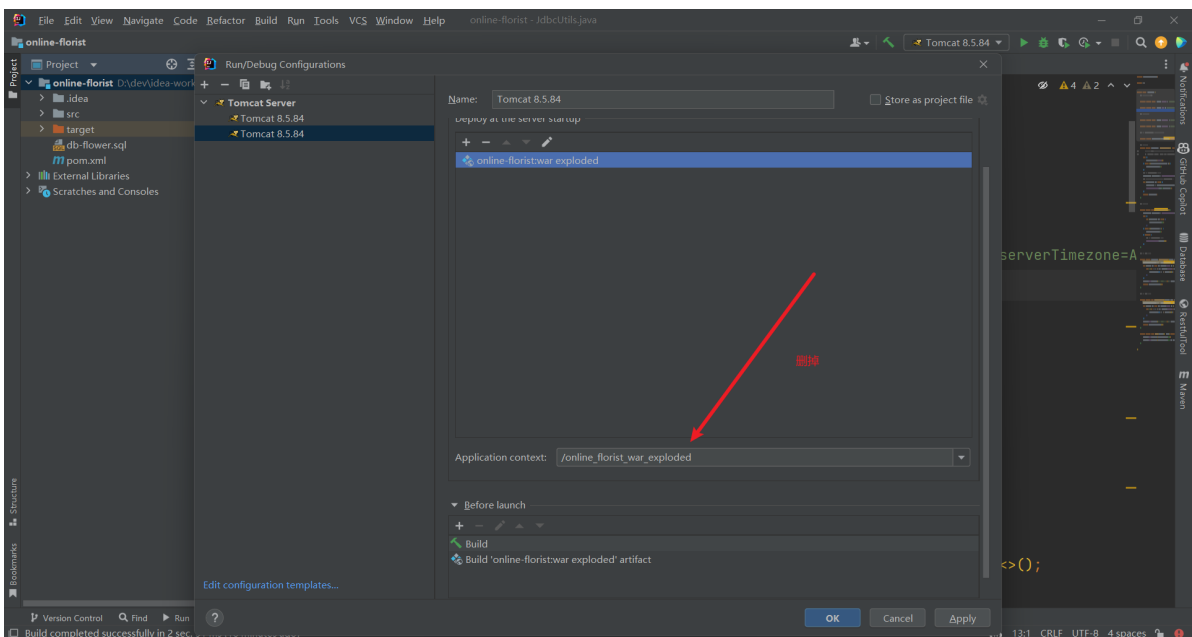 File Edit View Navigate Code Refactor Build Run Tools VCS Window Help online-florist - JdbcUtils.java
online-florist
Tomcat 8.5.84
Project
Run/Debug Configurations
online-florist D:\dev\idea-work
.idea
src
target
db-flower.sql
pom.xml
External Libraries
Scratches and Consoles
Tomcat Server
Tomcat 8.5.84
Tomcat 8.5.84
Name: Tomcat 8.5.84
Store as project file
Deploy at the server startup
online-florist:war exploded
删掉
Application context: /online_florist_war_exploded
Before launch
Build
Build 'online-florist:war exploded' artifact
Edit configuration templates...
OK Cancel Apply
4 2
serverTimezone=A
<>();
Project
Structure
Bookmarks
Notifications
GitHub Copilot
Database
RestfulTool
Maven
Version Control Find Run
Build completed successfully in 2 sec,
13:1 CRLF UTF-8 4 spaces